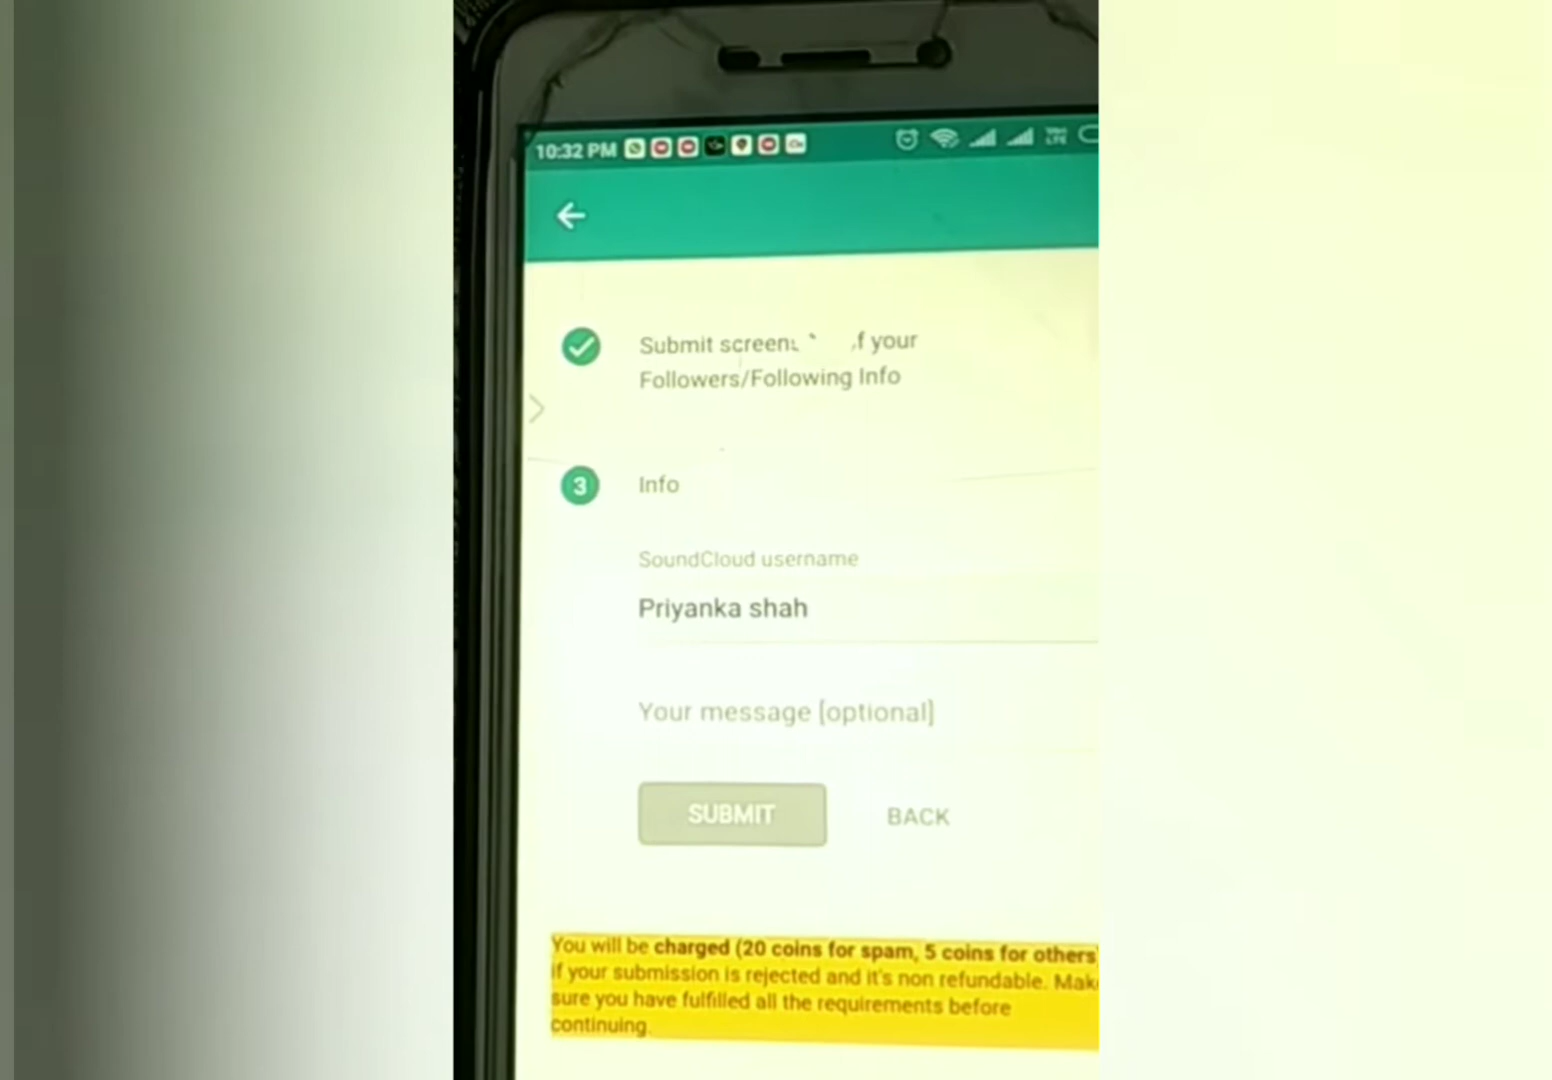 10:32 PM
Submit your
Followers/Following Info
3 Info
SoundCloud username
Priyanka shah
Your message [optional]
SUBMIT BACK
You will be charged (20 coins for spam, 5 coins for others
if your submission is rejected and it's non refundable.
sure you have fulfilled all the requirements before
continuing.